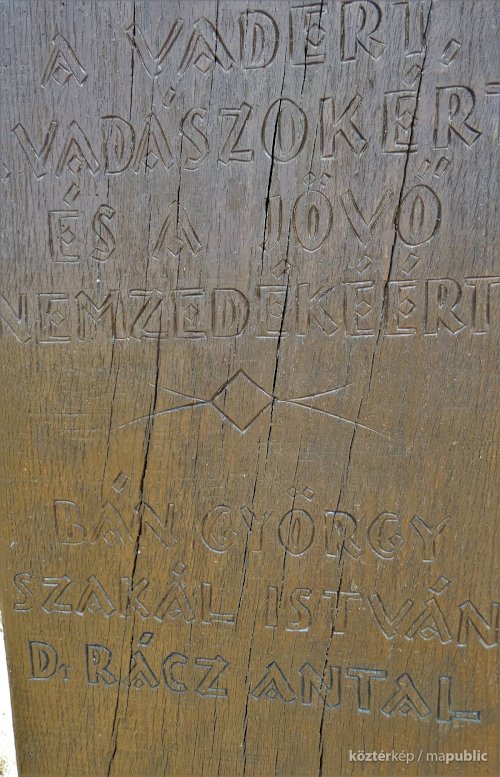 A VADÉRT,
A VADÁSZOKÉRT
ÉS A JÖVŐ
NEMZEDÉKÉÉRT
BÁN GYÖRGY
SZAKÁL ISTVÁN
Dr RÁCZ ANTAL
köztérkép / mapublic